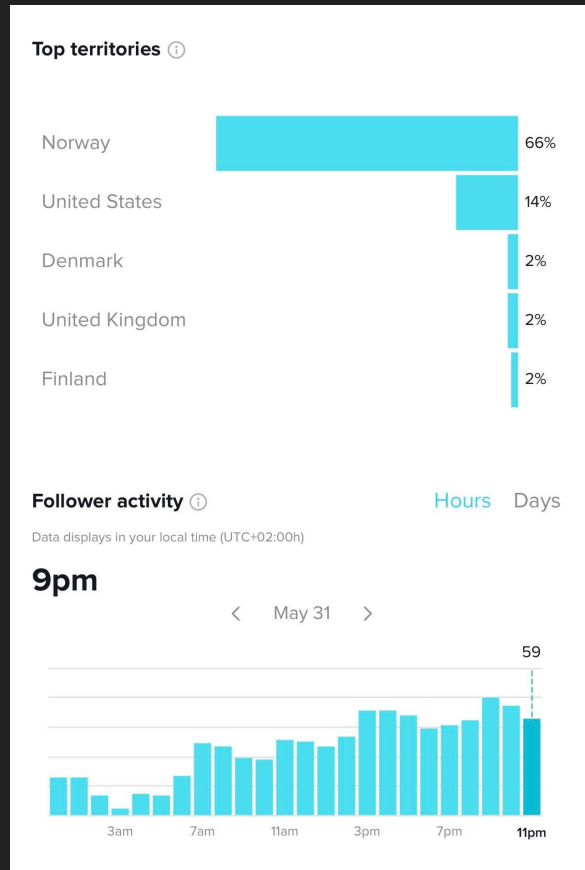 Top territories
Norway 66%
United States 14%
Denmark 2%
United Kingdom 2%
Finland 2%
Follower activity Hours Days
Data displays in your local time (UTC+02:00h)
9pm
< May 31 >
59
3am 7am 11am 3pm 7pm 11pm